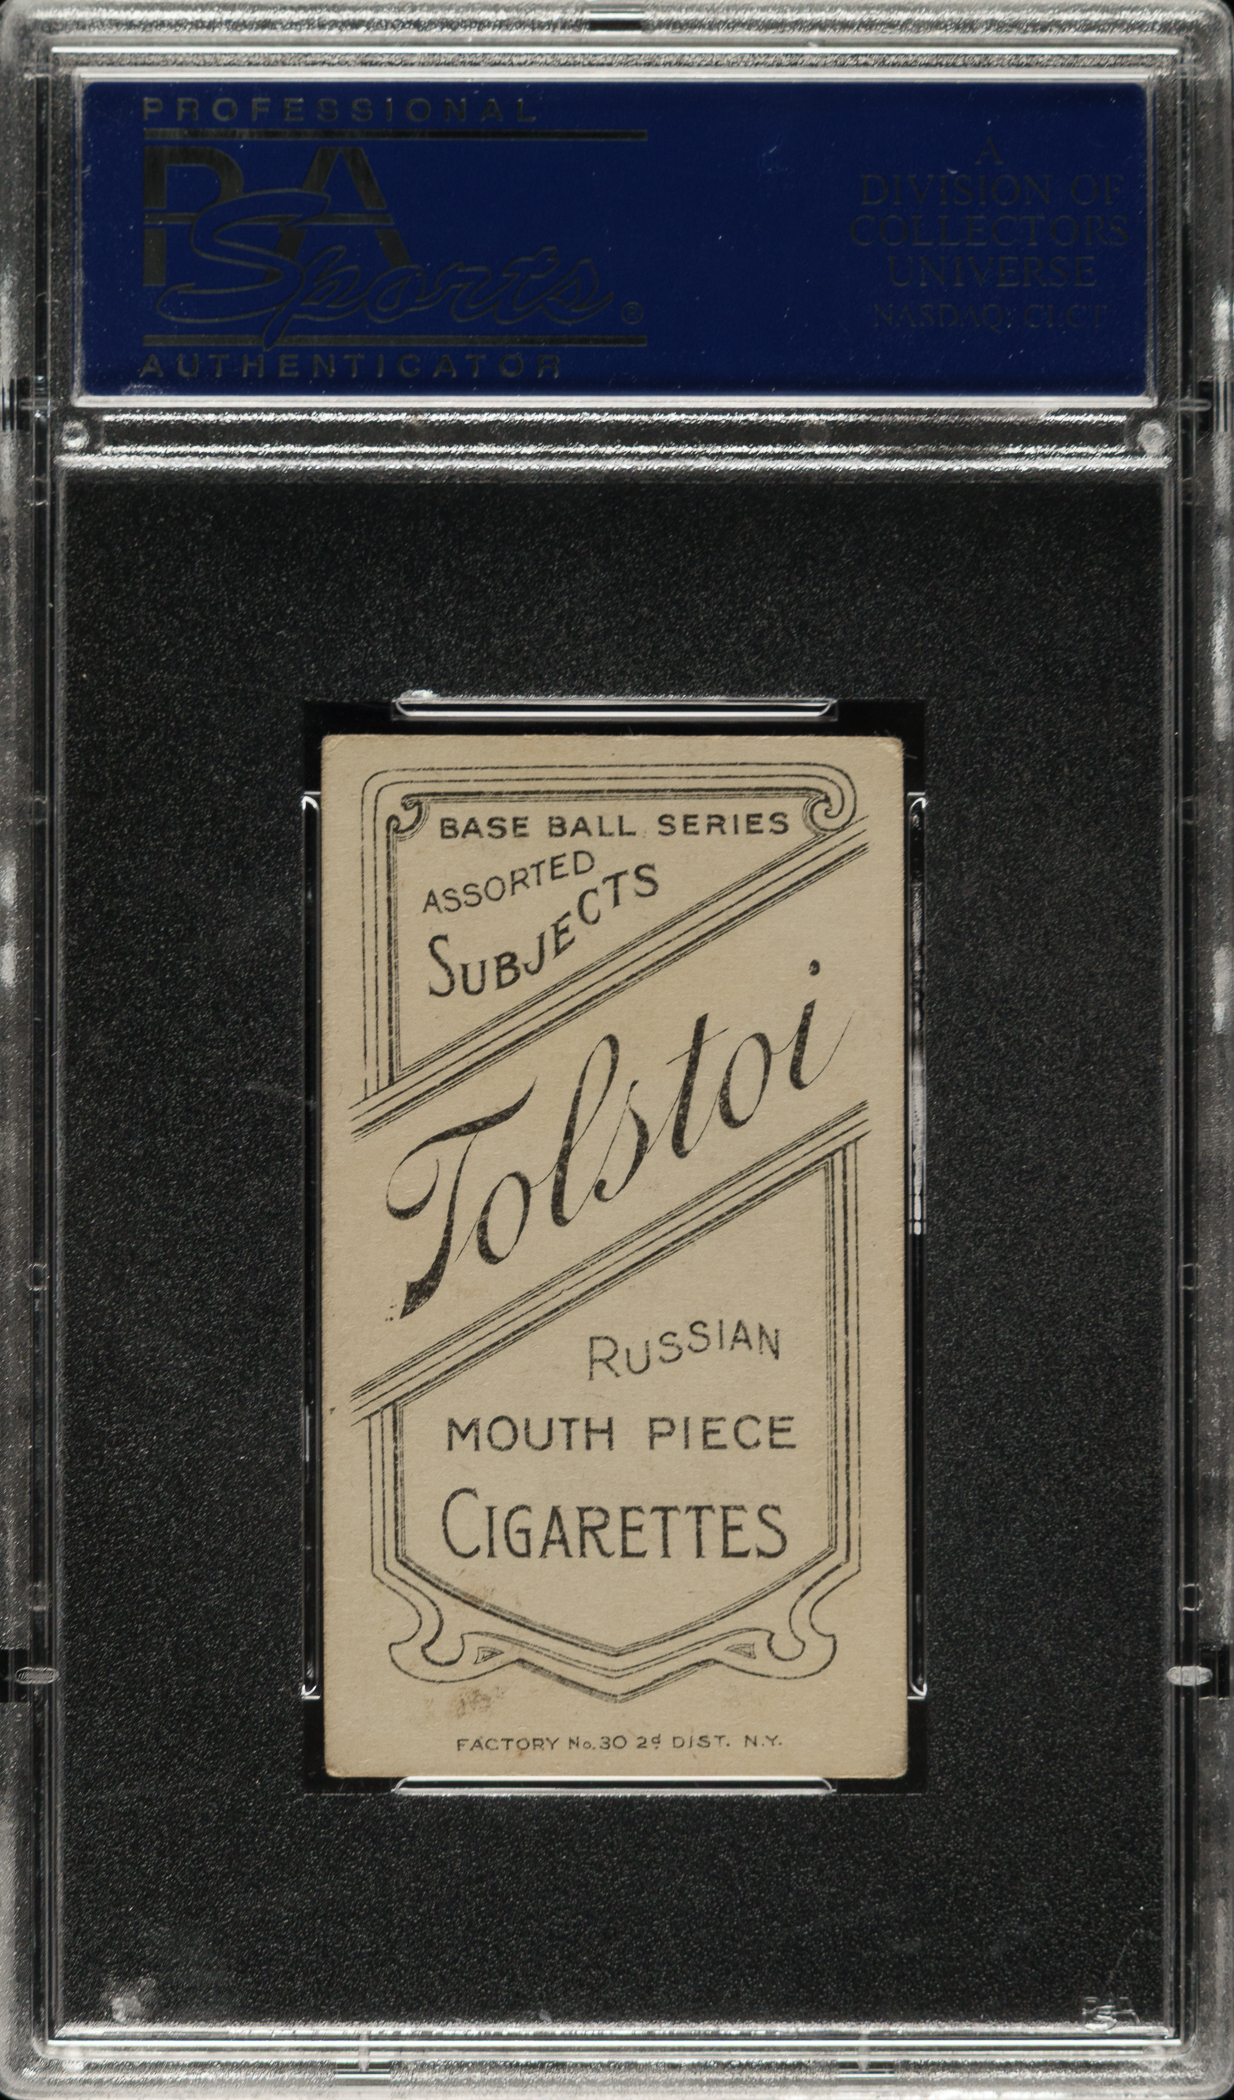 PROFESSIONAL
PSA
Sports®
AUTHENTICATOR
A
DIVISION OF
COLLECTORS
UNIVERSE
NASDAQ: CLCT
BASE BALL SERIES
ASSORTED
SUBJECTS
Tolstoi
RUSSIAN
MOUTH PIECE
CIGARETTES
FACTORY No. 30 2d DIST. N.Y.
PSA